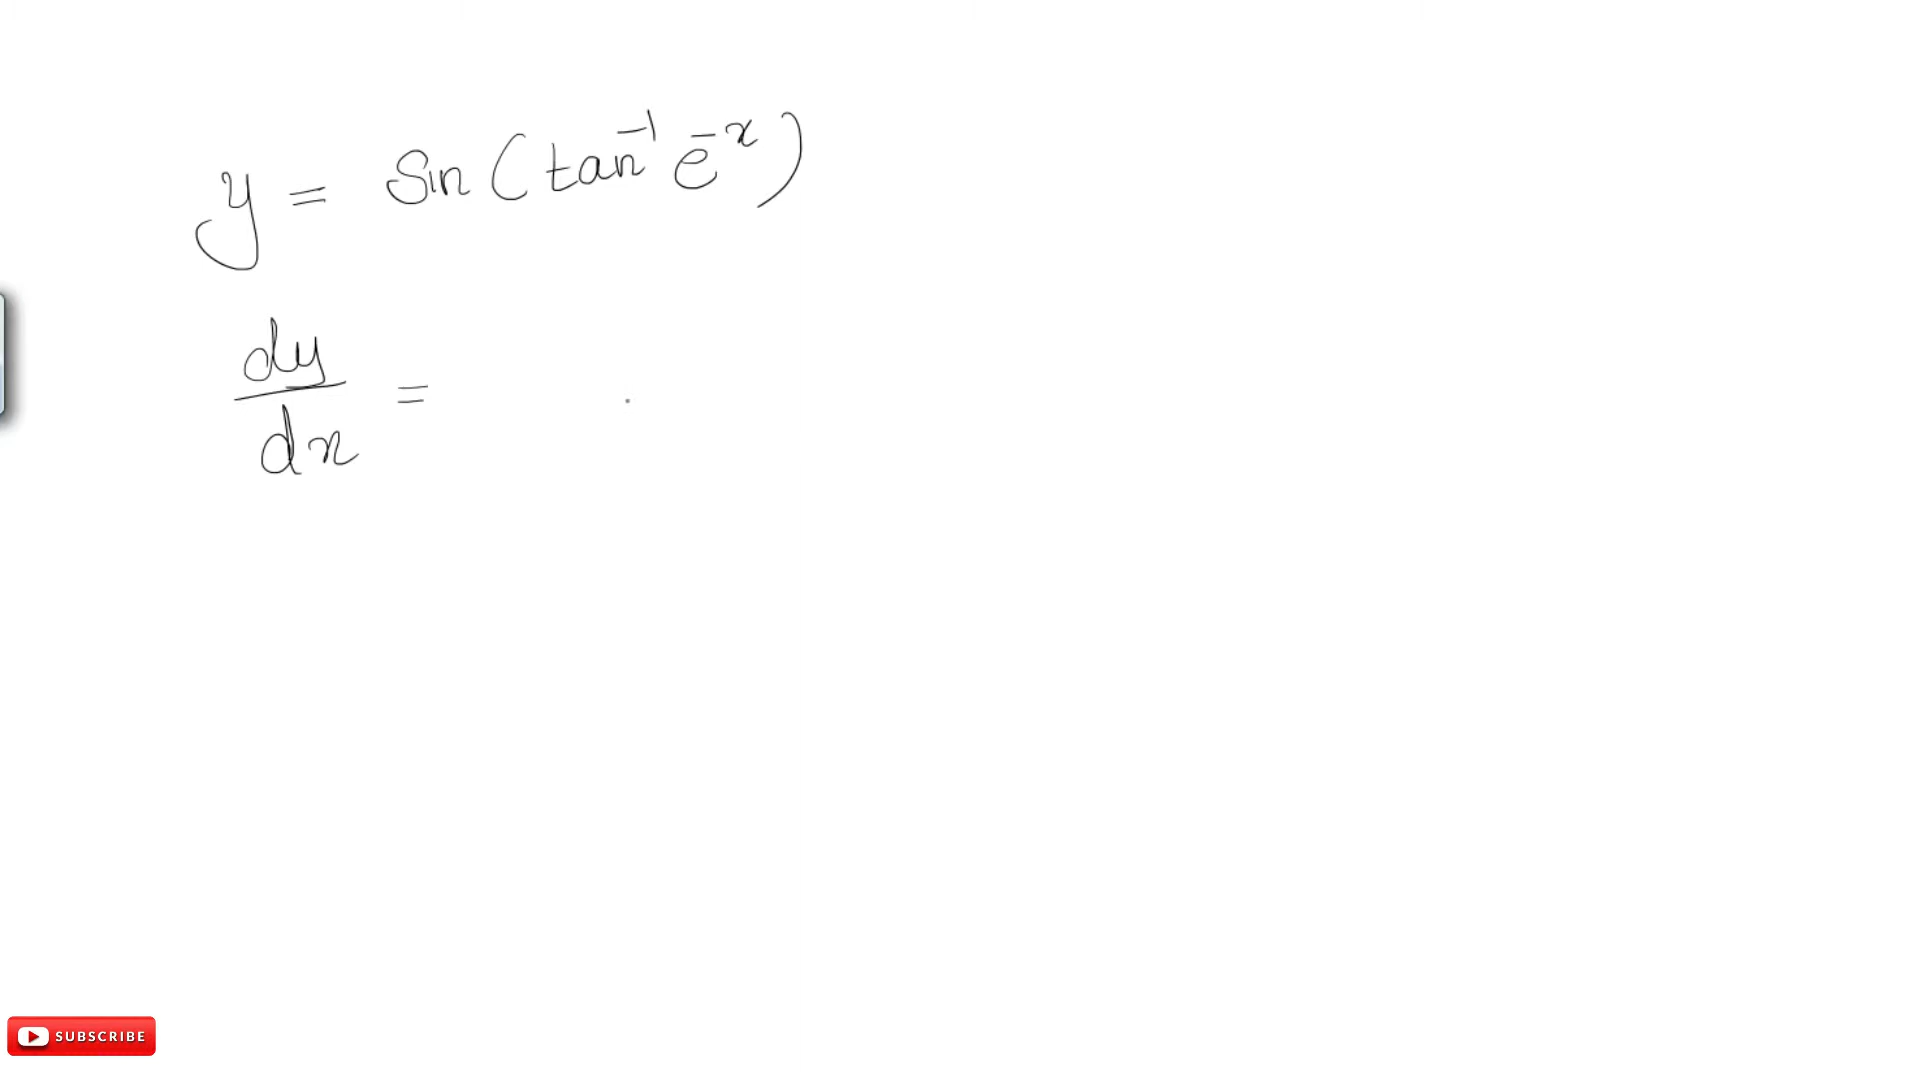 y = Sin(tan⁻¹ e⁻ˣ)
dy/dx =
SUBSCRIBE